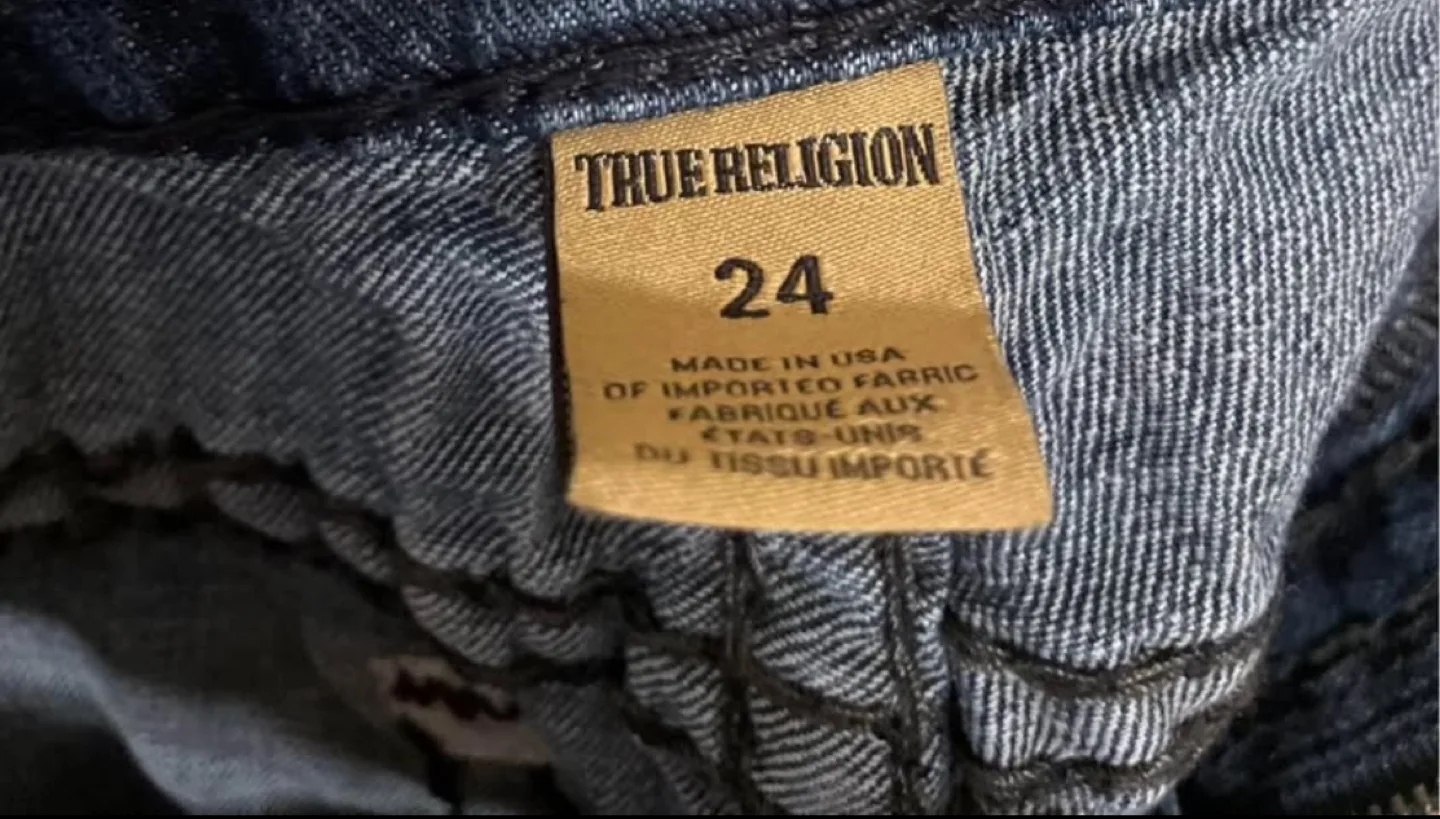 TRUE RELIGION
24
MADE IN USA
OF IMPORTED FABRIC
FABRIQUÉ AUX
ÉTATS-UNIS
DU TISSU IMPORTÉ